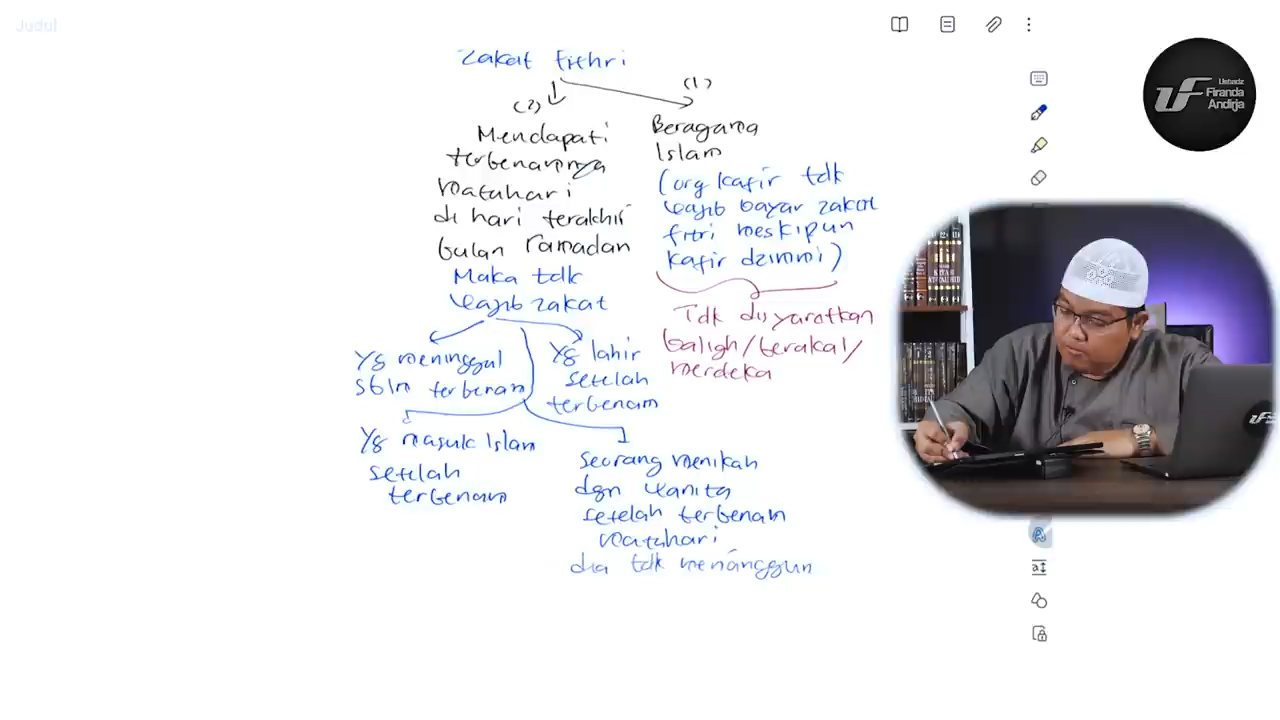 Judul
Zakat Fithri
(1)
Beragama
Islam
(org kafir tdk
wajib bayar zakat
fitri meskipun
kafir dzimmi)
Tdk disyaratkan
baligh/berakal/
merdeka
(2)
Mendapati
terbenamnya
matahari
di hari terakhir
bulan ramadan
Maka tdk
wajib zakat
Yg meninggal
sblm terbenam
Yg lahir
setelah
terbenam
Yg masuk Islam
setelah
terbenam
Seorang menikah
dgn wanita
setelah terbenam
matahari
dia tdk menanggun
UF
Ustadz
Firanda
Andirja